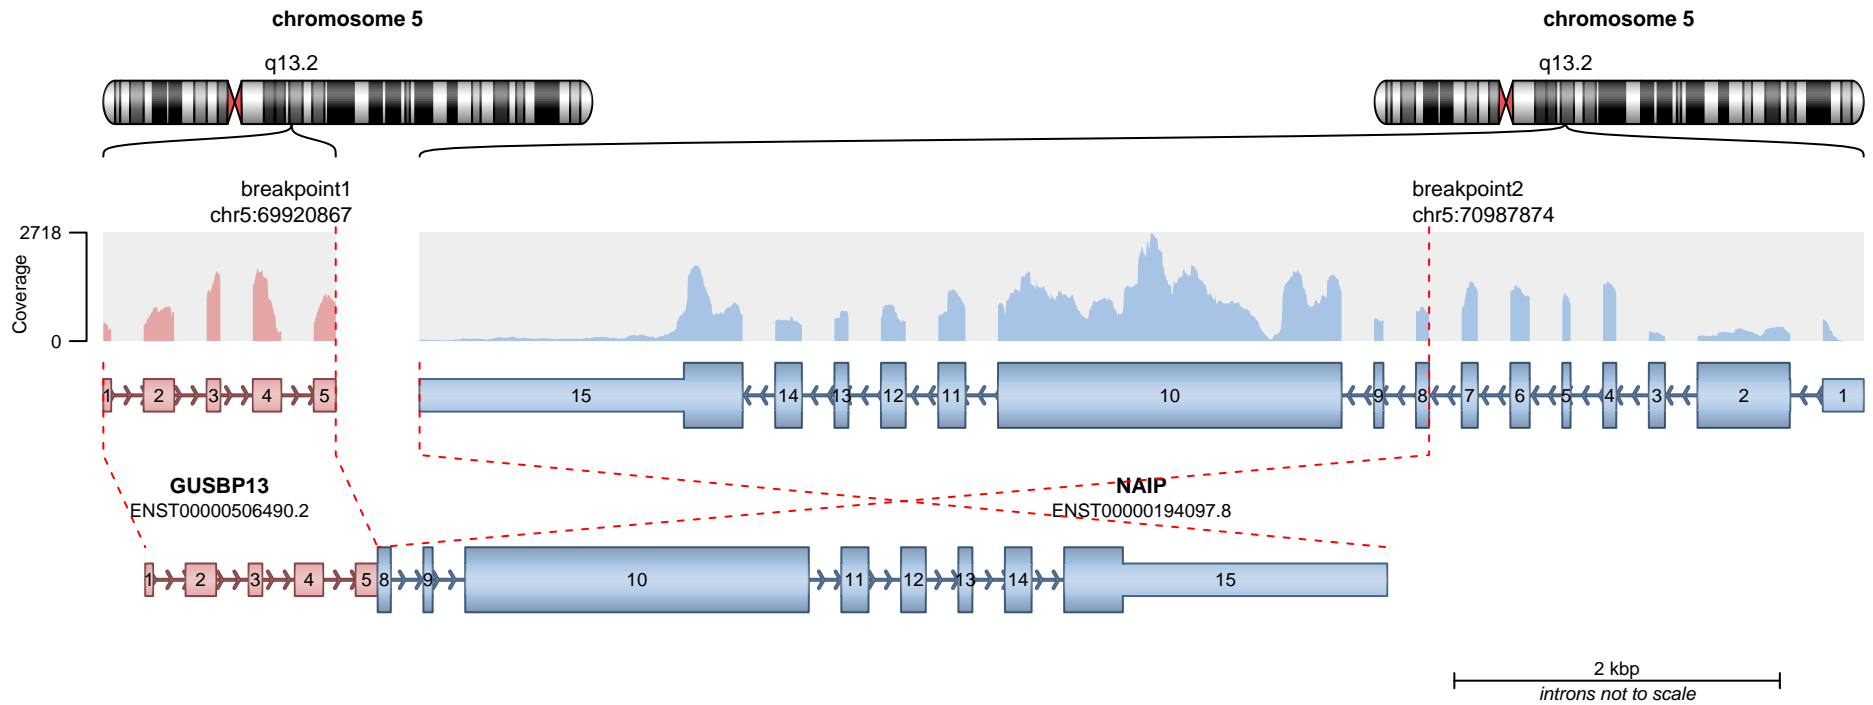 chromosome 5
chromosome 5
q13.2
q13.2
breakpoint1
chr5:69920867
breakpoint2
chr5:70987874
2718
Coverage
0
1 2 3 4 5
15 14 13 12 11 10 9 8 7 6 5 4 3 2 1
GUSBP13
ENST00000506490.2
NAIP
ENST00000194097.8
1 2 3 4 5 8 9 10 11 12 13 14 15
2 kbp
introns not to scale